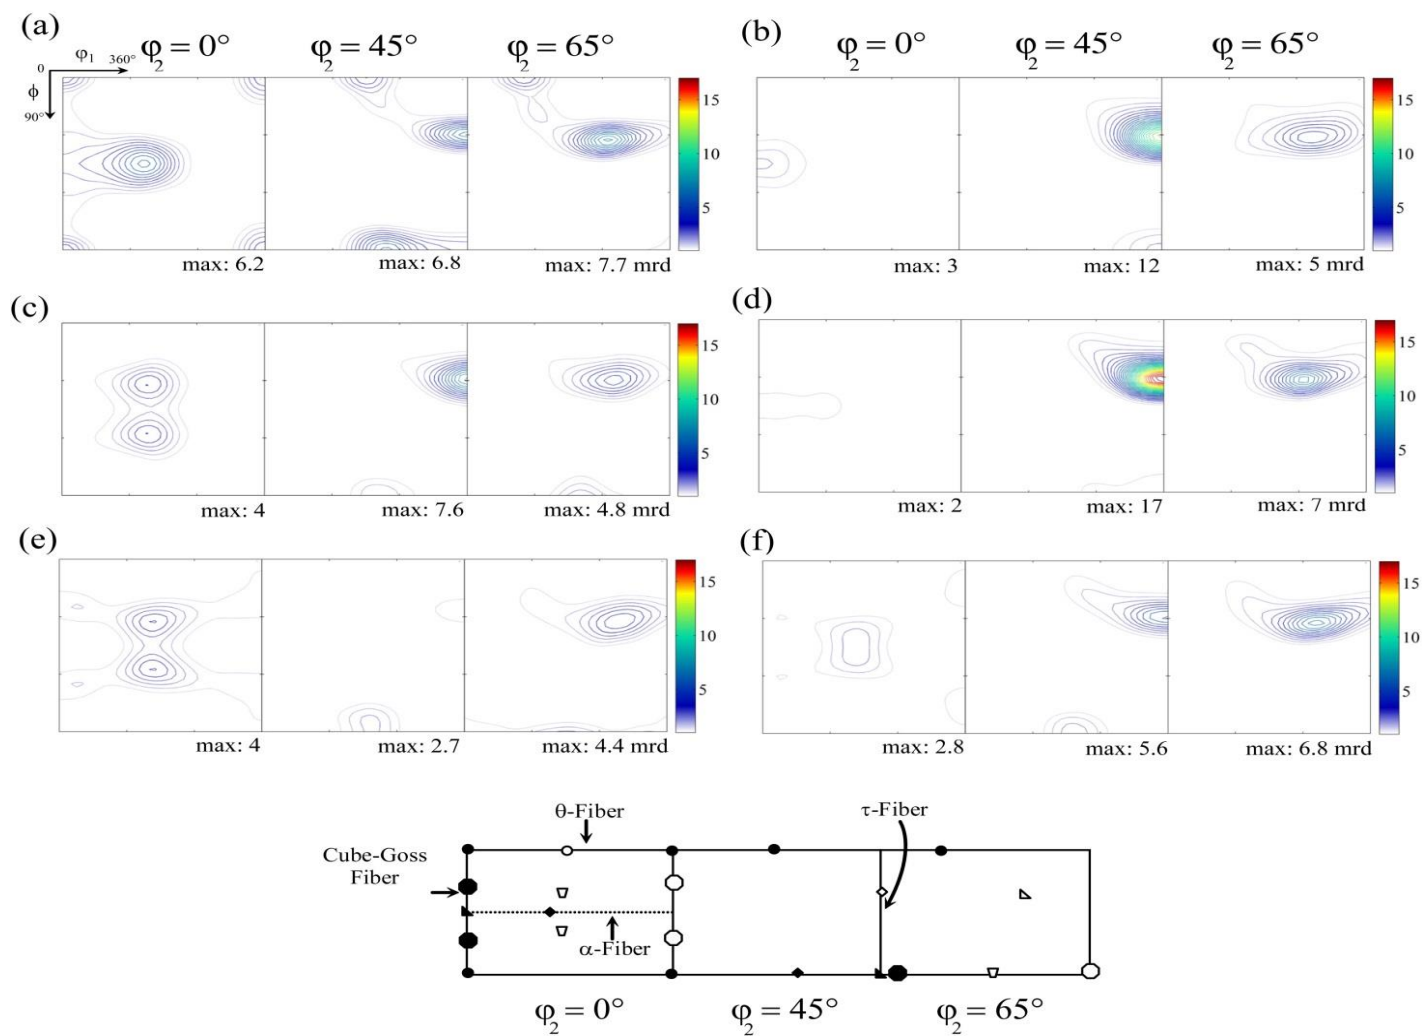 (a)
φ₂ = 0° φ₂ = 45° φ₂ = 65°
φ₁ 360°
0
ϕ
90°
15
10
5
max: 6.2 max: 6.8 max: 7.7 mrd
(b)
φ₂ = 0° φ₂ = 45° φ₂ = 65°
15
10
5
max: 3 max: 12 max: 5 mrd
(c)
15
10
5
max: 4 max: 7.6 max: 4.8 mrd
(d)
15
10
5
max: 2 max: 17 max: 7 mrd
(e)
15
10
5
max: 4 max: 2.7 max: 4.4 mrd
(f)
15
10
5
max: 2.8 max: 5.6 max: 6.8 mrd
θ-Fiber τ-Fiber
Cube-Goss
Fiber
α-Fiber
φ₂ = 0° φ₂ = 45° φ₂ = 65°